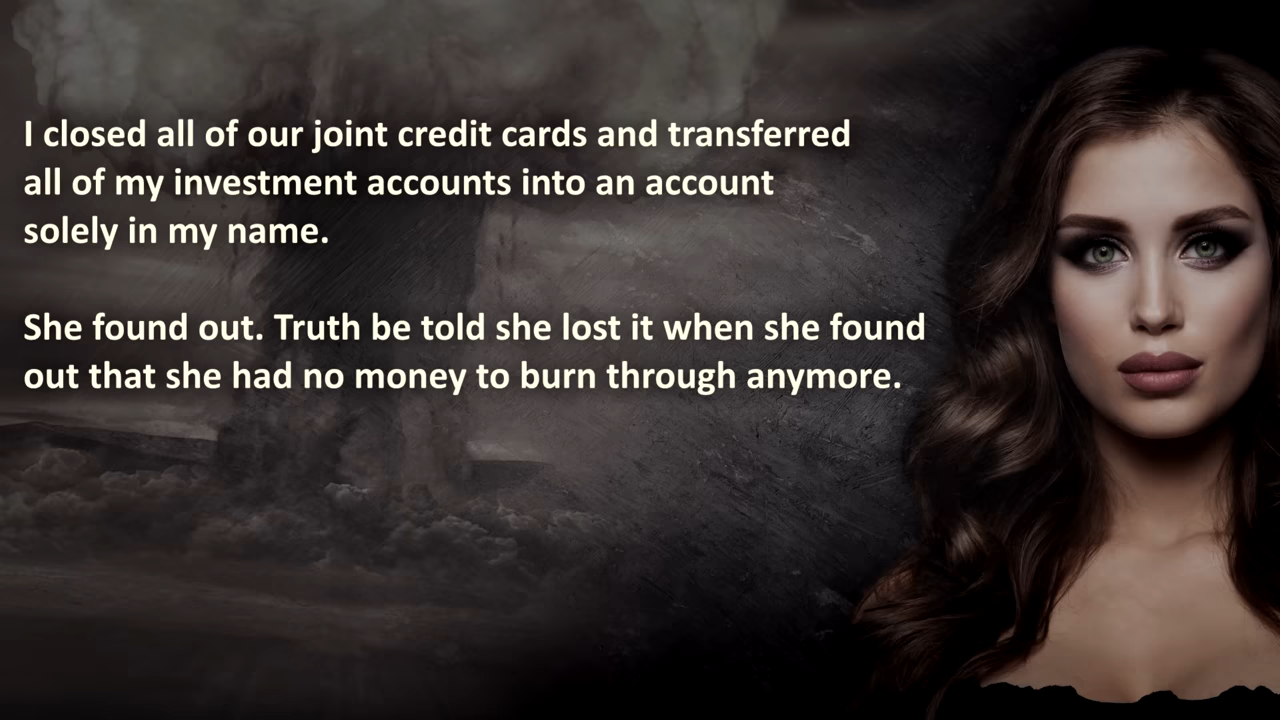 I closed all of our joint credit cards and transferred
all of my investment accounts into an account
solely in my name.
She found out. Truth be told she lost it when she found
out that she had no money to burn through anymore.